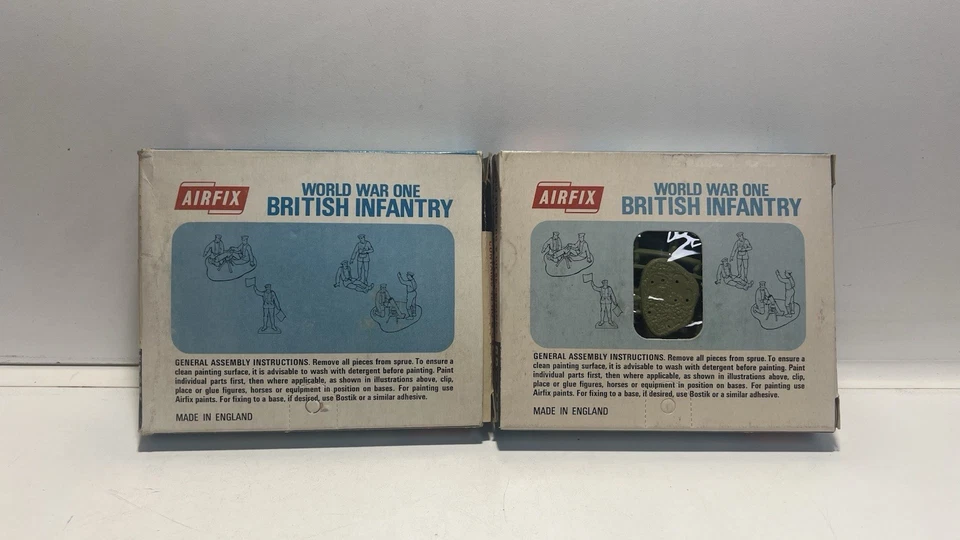 AIRFIX
WORLD WAR ONE
BRITISH INFANTRY
GENERAL ASSEMBLY INSTRUCTIONS. Remove all pieces from sprue. To ensure a
clean painting surface, it is advisable to wash with detergent before painting. Paint
individual parts first, then where applicable, as shown in illustrations above, clip,
place or glue figures, horses or equipment in position on bases. For painting use
Airfix paints. For fixing to a base, if desired, use Bostik or a similar adhesive.
MADE IN ENGLAND
AIRFIX
WORLD WAR ONE
BRITISH INFANTRY
GENERAL ASSEMBLY INSTRUCTIONS. Remove all pieces from sprue. To ensure a
clean painting surface, it is advisable to wash with detergent before painting. Paint
individual parts first, then where applicable, as shown in illustrations above, clip,
place or glue figures, horses or equipment in position on bases. For painting use
Airfix paints. For fixing to a base, if desired, use Bostik or a similar adhesive.
MADE IN ENGLAND